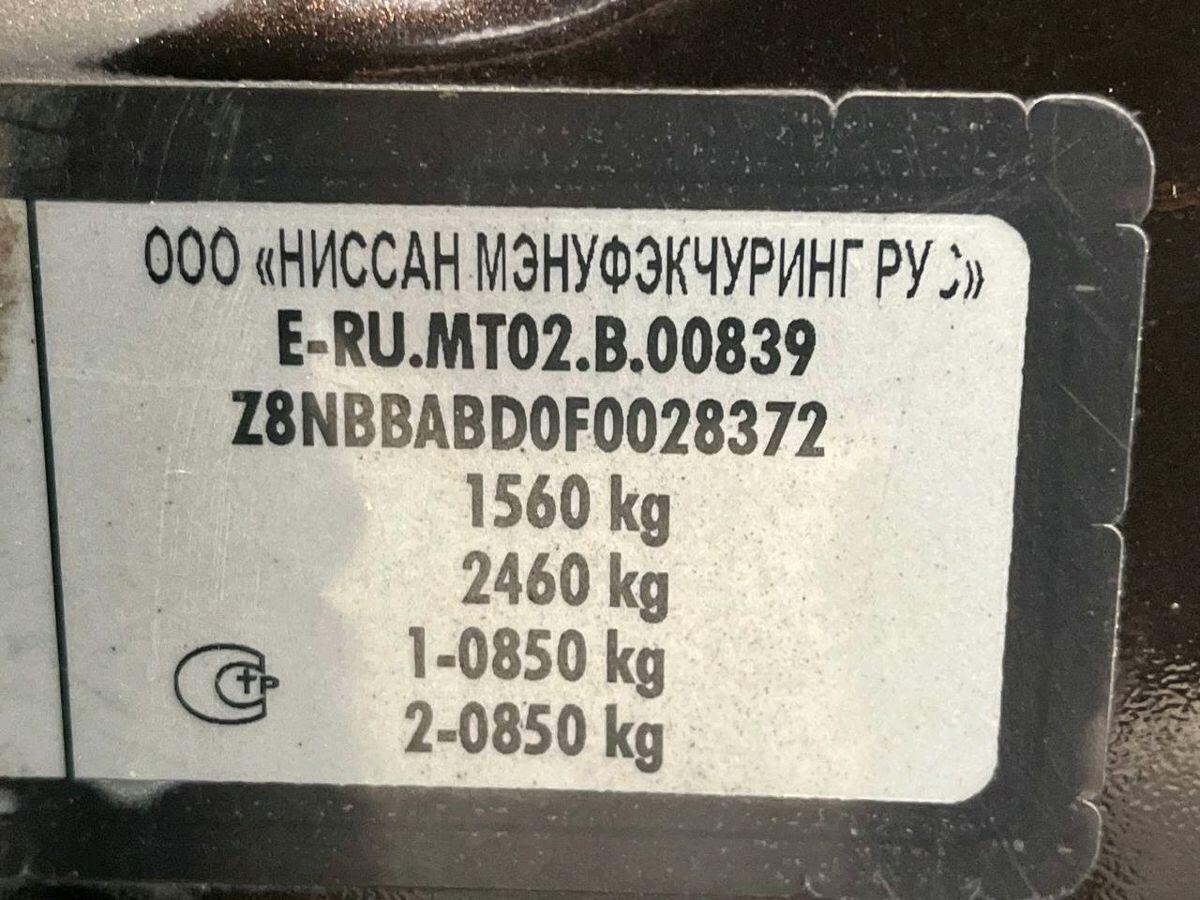 ООО «НИССАН МЭНУФЭКЧУРИНГ РУС»
E-RU.MT02.B.00839
Z8NBBABD0F0028372
1560 kg
2460 kg
1-0850 kg
2-0850 kg